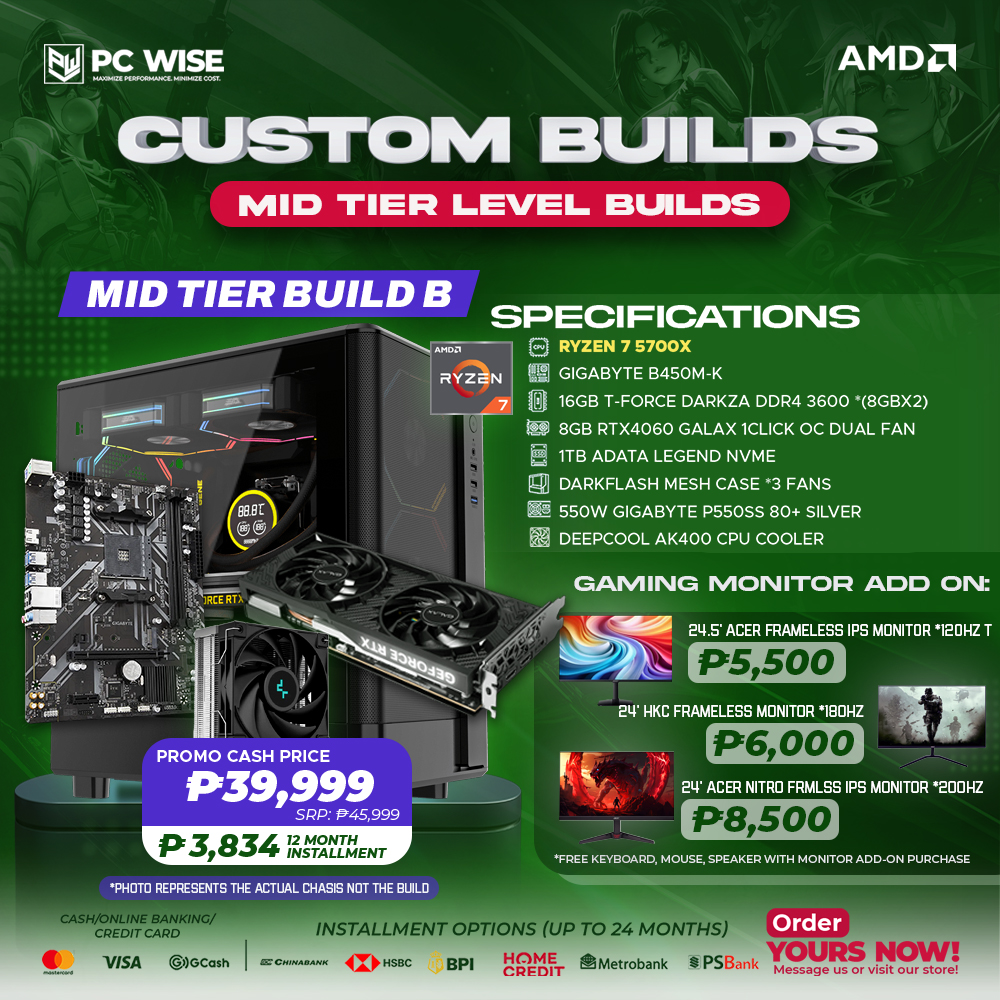 PC WISE
MAXIMIZE PERFORMANCE. MINIMIZE COST.
AMD
CUSTOM BUILDS
MID TIER LEVEL BUILDS
MID TIER BUILD B
SPECIFICATIONS
AMD
RYZEN
7
CPU
RYZEN 7 5700X
GIGABYTE B450M-K
16GB T-FORCE DARKZA DDR4 3600 *(8GBX2)
8GB RTX4060 GALAX 1CLICK OC DUAL FAN
SSD
1TB ADATA LEGEND NVME
DARKFLASH MESH CASE *3 FANS
550W GIGABYTE P550SS 80+ SILVER
DEEPCOOL AK400 CPU COOLER
GIGABYTE
GEFORCE RTX
GAMING MONITOR ADD ON:
24.5' ACER FRAMELESS IPS MONITOR *120HZ T
₱5,500
24' HKC FRAMELESS MONITOR *180HZ
₱6,000
24' ACER NITRO FRMLSS IPS MONITOR *200HZ
₱8,500
*FREE KEYBOARD, MOUSE, SPEAKER WITH MONITOR ADD-ON PURCHASE
PROMO CASH PRICE
₱39,999
SRP: ₱45,999
₱3,834 12 MONTH
INSTALLMENT
*PHOTO REPRESENTS THE ACTUAL CHASIS NOT THE BUILD
CASH/ONLINE BANKING/
CREDIT CARD
mastercard
VISA
GCash
INSTALLMENT OPTIONS (UP TO 24 MONTHS)
CHINABANK
HSBC
BPI
HOME
CREDIT
Metrobank
PSBank
Order
YOURS NOW!
Message us or visit our store!